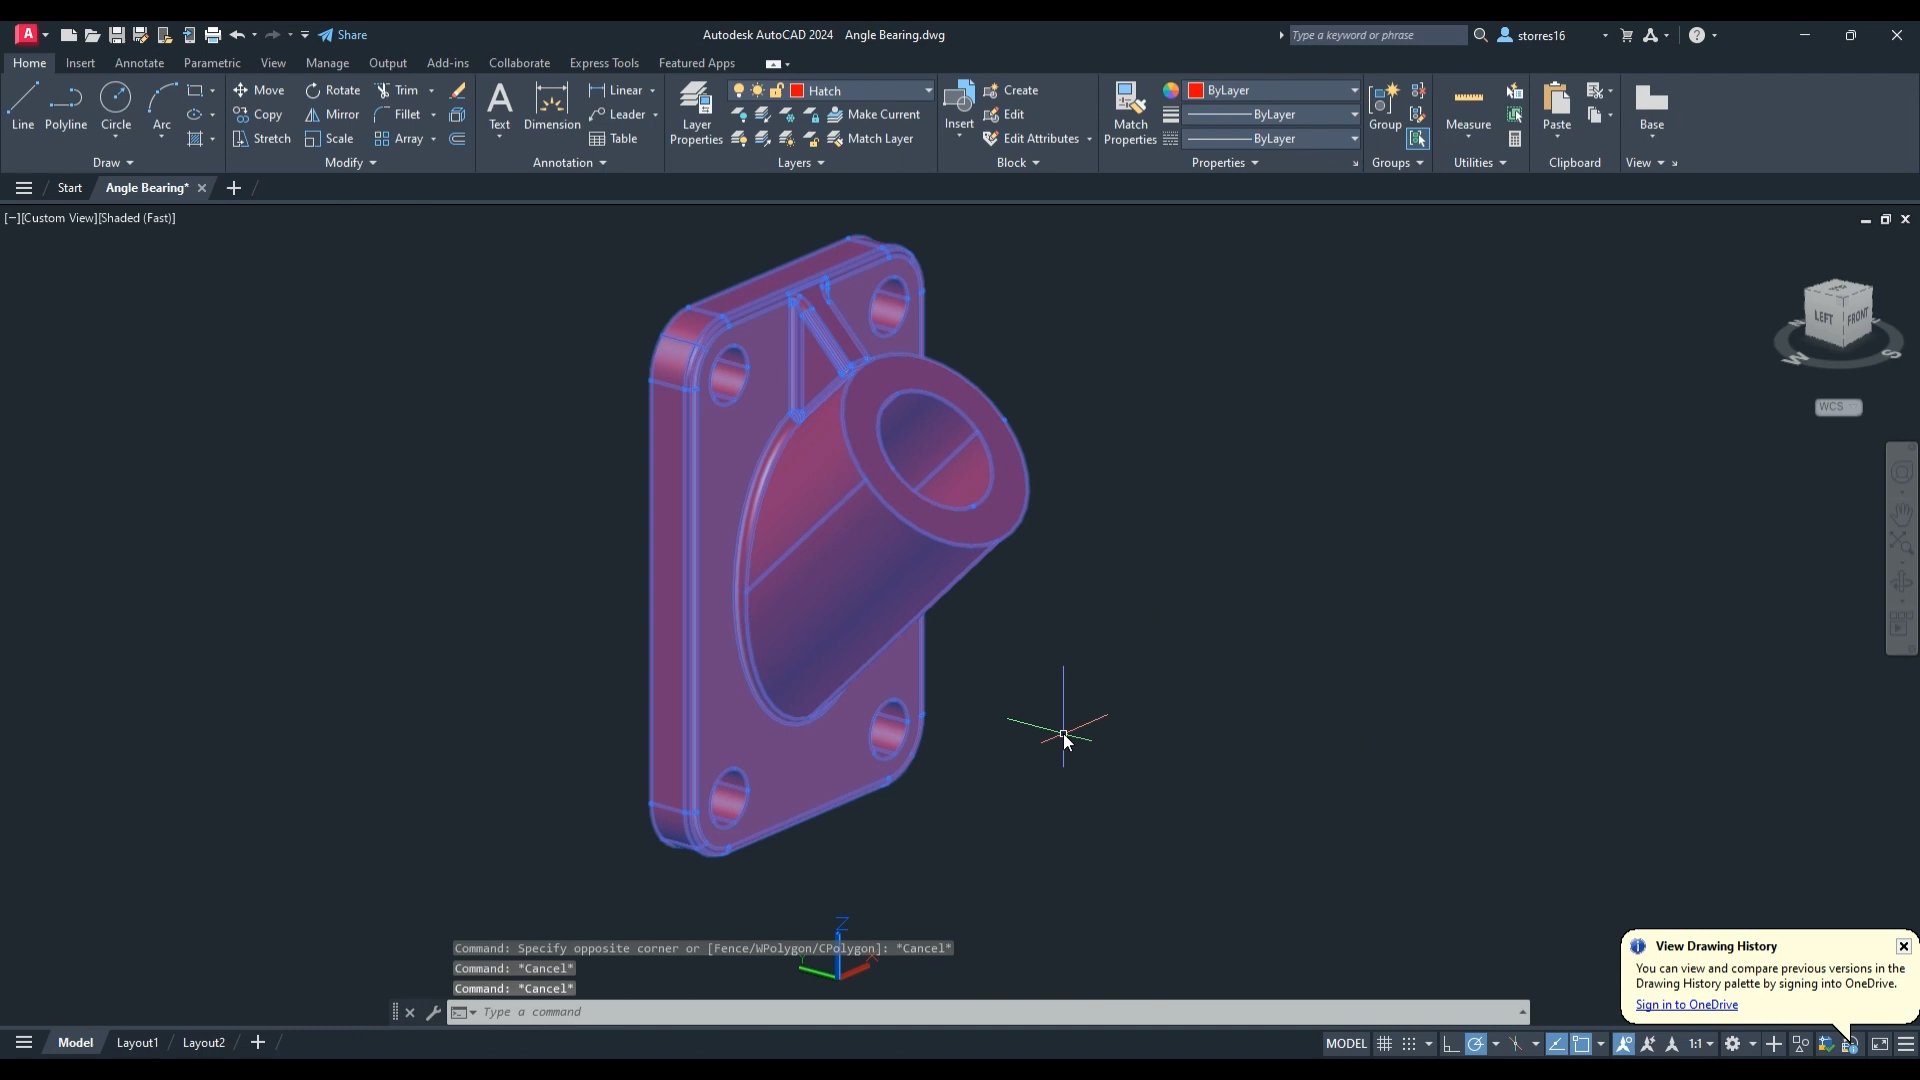 A Share Autodesk AutoCAD 2024 Angle Bearing.dwg Type a keyword or phrase storres16
Home Insert Annotate Parametric View Manage Output Add-ins Collaborate Express Tools Featured Apps
Line Polyline Circle Arc
Move Rotate Trim
Copy Mirror Fillet
Stretch Scale Array
Text Dimension
Linear
Leader
Table
Layer Properties
Hatch
Make Current
Match Layer
Insert
Create
Edit
Edit Attributes
Match Properties
ByLayer
ByLayer
ByLayer
Group
Measure
Paste
Base
Draw Modify Annotation Layers Block Properties Groups Utilities Clipboard View
Start Angle Bearing*
[−][Custom View][Shaded (Fast)]
LEFT FRONT
W S
WCS
Z
Y X
Command: Specify opposite corner or [Fence/WPolygon/CPolygon]: *Cancel*
Command: *Cancel*
Command: *Cancel*
Type a command
View Drawing History
You can view and compare previous versions in the
Drawing History palette by signing into OneDrive.
Sign in to OneDrive
Model Layout1 Layout2 MODEL 1:1